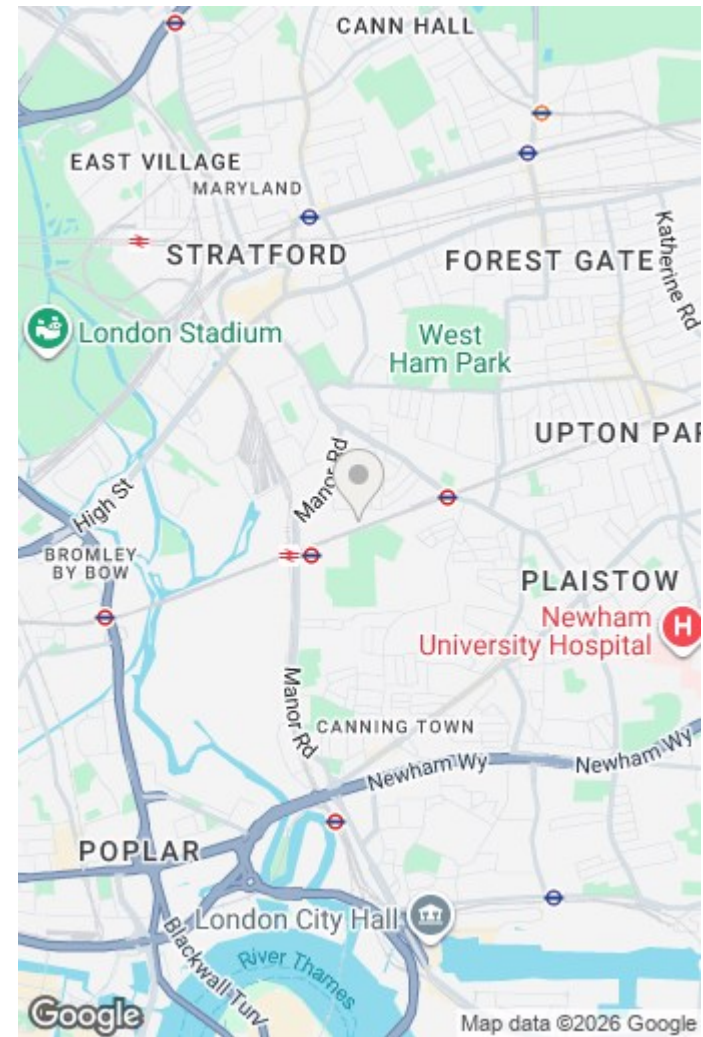 CANN HALL
EAST VILLAGE
MARYLAND
STRATFORD
FOREST GATE
Katherine Rd
London Stadium
West
Ham Park
UPTON PAR
Manor Rd
High St
BROMLEY
BY BOW
PLAISTOW
Newham
University Hospital
H
Manor Rd
CANNING TOWN
Newham Wy
Newham Wy
POPLAR
London City Hall
Blackwall Tunl
River Thames
Google
Map data ©2026 Google